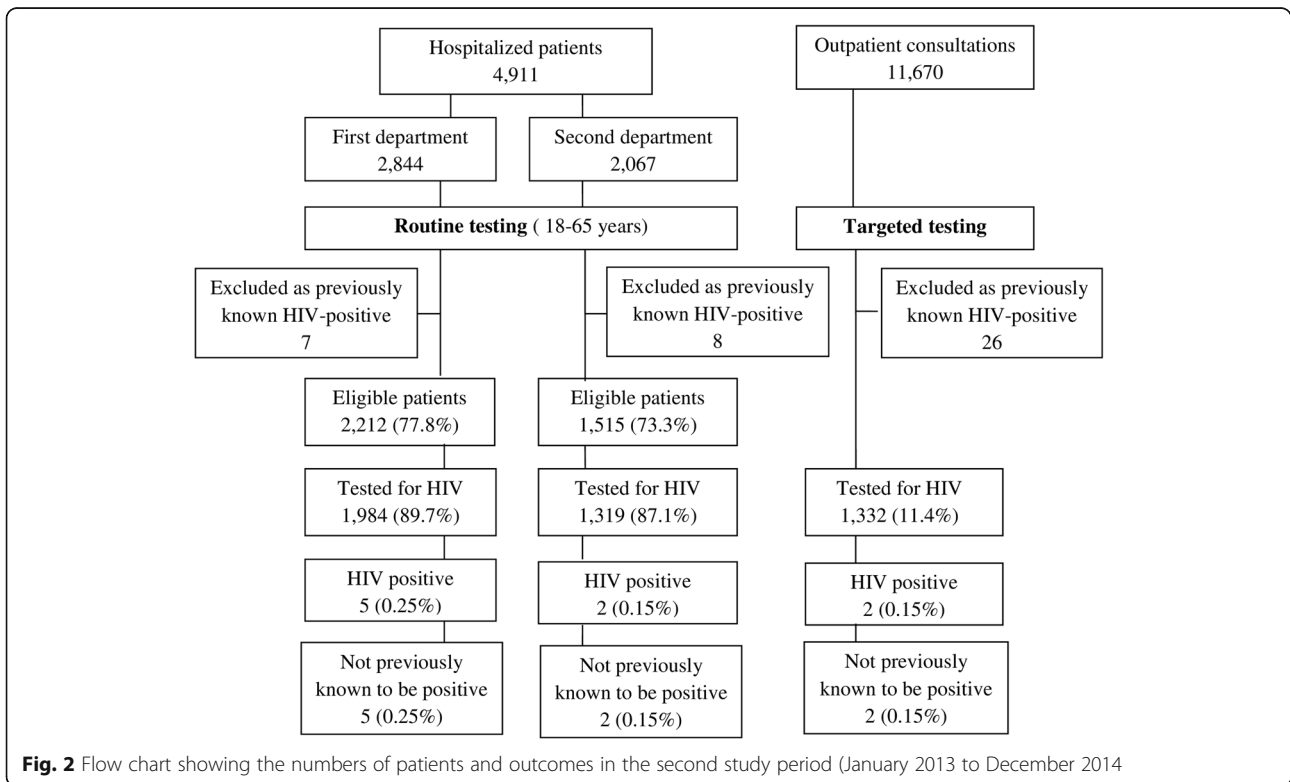 Hospitalized patients
4,911
Outpatient consultations
11,670
First department
2,844
Second department
2,067
Routine testing ( 18-65 years)
Targeted testing
Excluded as previously
known HIV-positive
7
Excluded as previously
known HIV-positive
8
Excluded as previously
known HIV-positive
26
Eligible patients
2,212 (77.8%)
Eligible patients
1,515 (73.3%)
Tested for HIV
1,984 (89.7%)
Tested for HIV
1,319 (87.1%)
Tested for HIV
1,332 (11.4%)
HIV positive
5 (0.25%)
HIV positive
2 (0.15%)
HIV positive
2 (0.15%)
Not previously
known to be positive
5 (0.25%)
Not previously
known to be positive
2 (0.15%)
Not previously
known to be positive
2 (0.15%)
Fig. 2 Flow chart showing the numbers of patients and outcomes in the second study period (January 2013 to December 2014